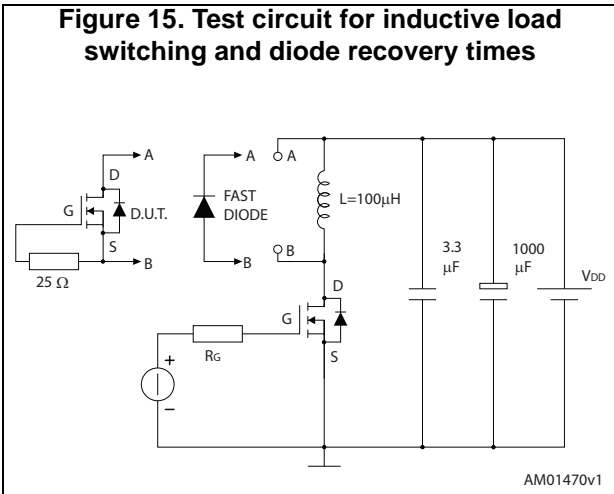 Figure 15. Test circuit for inductive load
switching and diode recovery times
A
D
G
D.U.T.
S
B
25 Ω
A
FAST
DIODE
B
A
L=100μH
B
D
G
S
RG
+
–
3.3
μF
1000
μF
VDD
AM01470v1